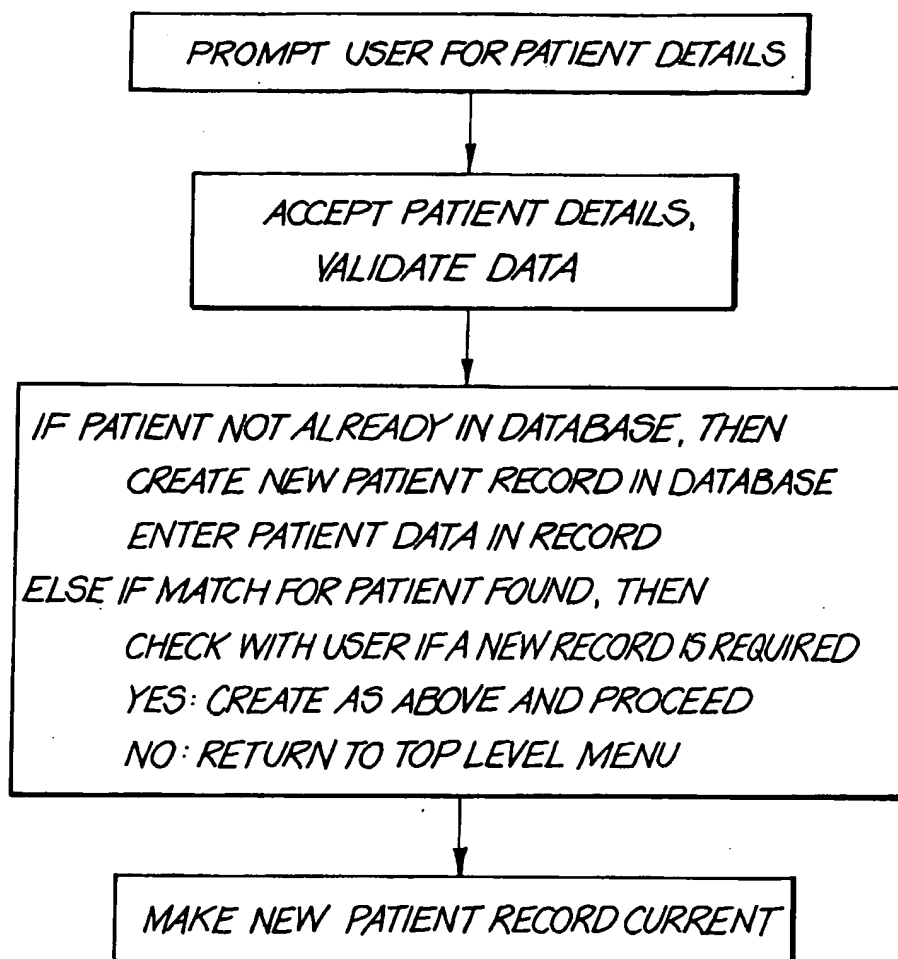 PROMPT USER FOR PATIENT DETAILS
ACCEPT PATIENT DETAILS,
VALIDATE DATA
IF PATIENT NOT ALREADY IN DATABASE, THEN
CREATE NEW PATIENT RECORD IN DATABASE
ENTER PATIENT DATA IN RECORD
ELSE IF MATCH FOR PATIENT FOUND, THEN
CHECK WITH USER IF A NEW RECORD IS REQUIRED
YES: CREATE AS ABOVE AND PROCEED
NO: RETURN TO TOP LEVEL MENU
MAKE NEW PATIENT RECORD CURRENT